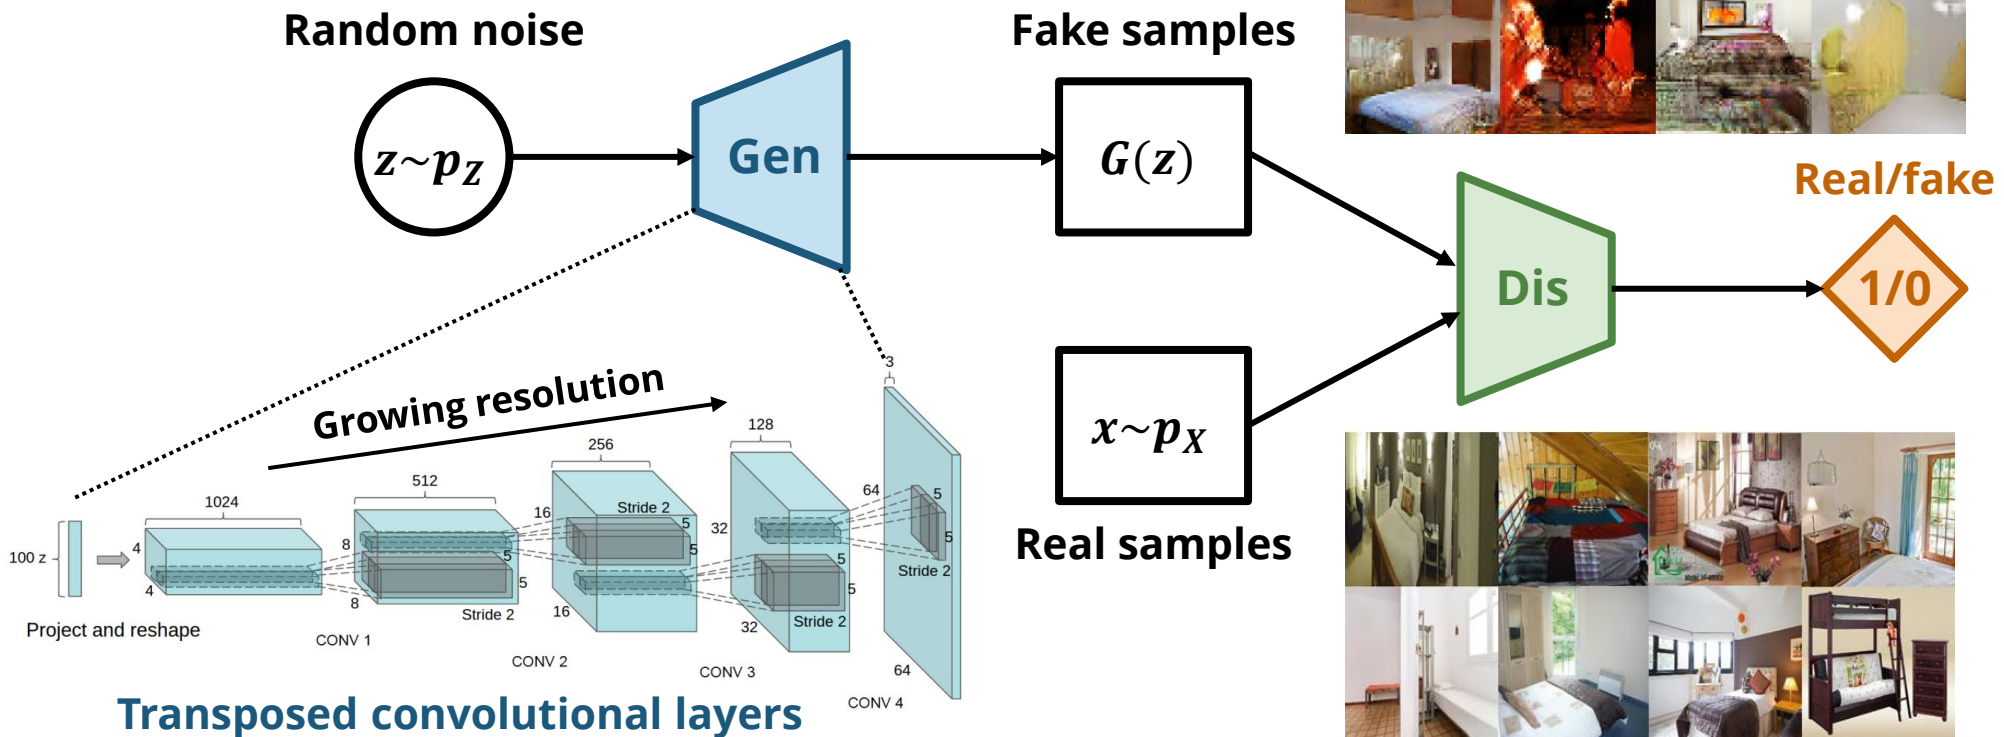 Random noise
Fake samples
z~p_Z
Gen
G(z)
Real/fake
Dis
1/0
x~p_X
Real samples
Growing resolution
3
128
256
512
1024
64
5
5
Stride 2
32
16
Stride 2
5
5
8
4
100 z
4
5
5
8
Stride 2
16
5
5
32
Stride 2
64
Project and reshape
CONV 1
CONV 2
CONV 3
CONV 4
Transposed convolutional layers